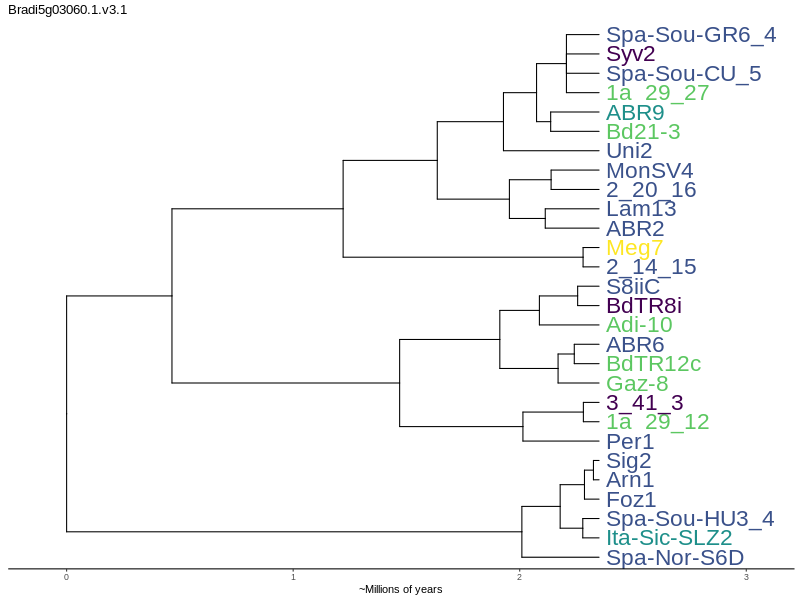 Bradi5g03060.1.v3.1
Spa-Sou-GR6_4
Syv2
Spa-Sou-CU_5
1a_29_27
ABR9
Bd21-3
Uni2
MonSV4
2_20_16
Lam13
ABR2
Meg7
2_14_15
S8iiC
BdTR8i
Adi-10
ABR6
BdTR12c
Gaz-8
3_41_3
1a_29_12
Per1
Sig2
Arn1
Foz1
Spa-Sou-HU3_4
Ita-Sic-SLZ2
Spa-Nor-S6D
0 1 2 3
~Millions of years